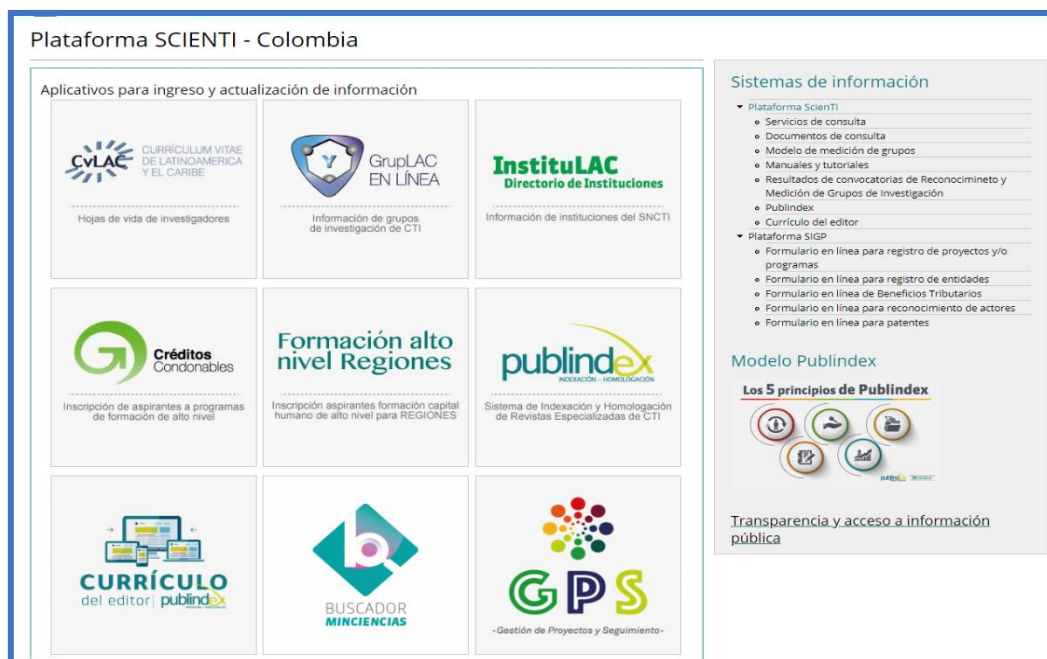 Plataforma SCIENTI - Colombia
Aplicativos para ingreso y actualización de información
CvLAC
CURRÍCULUM VITAE
DE LATINOAMERICA
Y EL CARIBE
Hojas de vida de investigadores
GrupLAC
EN LÍNEA
Información de grupos
de investigación de CTI
InstituLAC
Directorio de Instituciones
Información de instituciones del SNCTI
Créditos
Condonables
Inscripción de aspirantes a programas
de formación de alto nivel
Formación alto
nivel Regiones
Inscripción aspirantes formación capital
humano de alto nivel para REGIONES
publindex
INDEXACIÓN - HOMOLOGACIÓN
Sistema de Indexación y Homologación
de Revistas Especializadas de CTI
CURRÍCULO
del editor| publindex
BUSCADOR
MINCIENCIAS
GPS
·Gestión de Proyectos y Seguimiento·
Sistemas de información
Plataforma ScienTI
Servicios de consulta
Documentos de consulta
Modelo de medición de grupos
Manuales y tutoriales
Resultados de convocatorias de Reconocimineto y
Medición de Grupos de Investigación
Publindex
Currículo del editor
Plataforma SIGP
Formulario en línea para registro de proyectos y/o
programas
Formulario en línea para registro de entidades
Formulario en línea de Beneficios Tributarios
Formulario en línea para reconocimiento de actores
Formulario en línea para patentes
Modelo Publindex
Los 5 principios de Publindex
publindex
Transparencia y acceso a información
pública